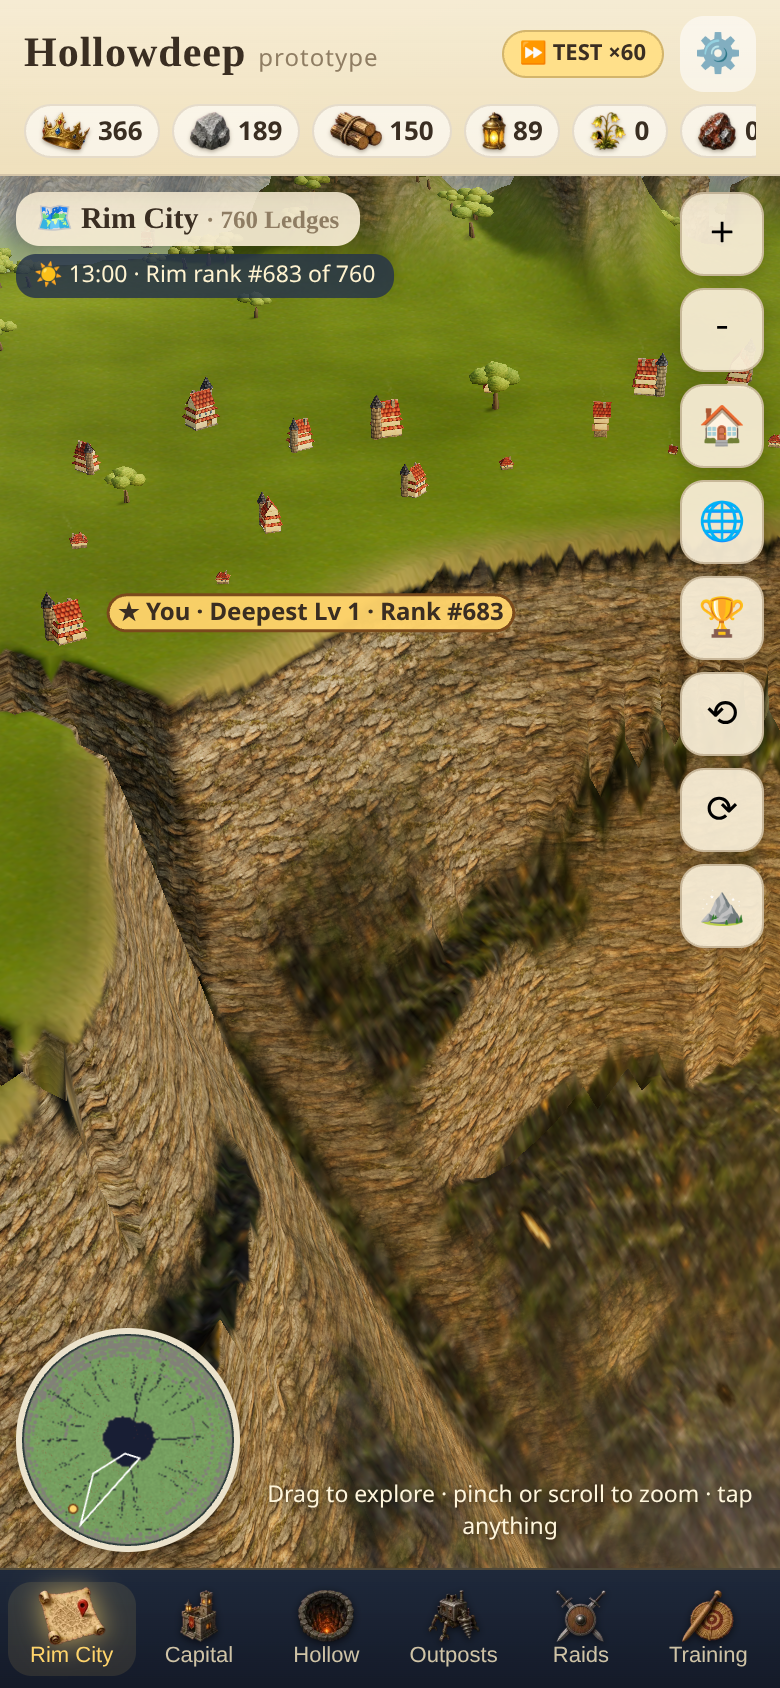 Hollowdeep prototype
⏩ TEST ×60
366
189
150
89
0
0
Rim City · 760 Ledges
13:00 · Rim rank #683 of 760
+
-
★ You · Deepest Lv 1 · Rank #683
Drag to explore · pinch or scroll to zoom · tap
anything
Rim City
Capital
Hollow
Outposts
Raids
Training